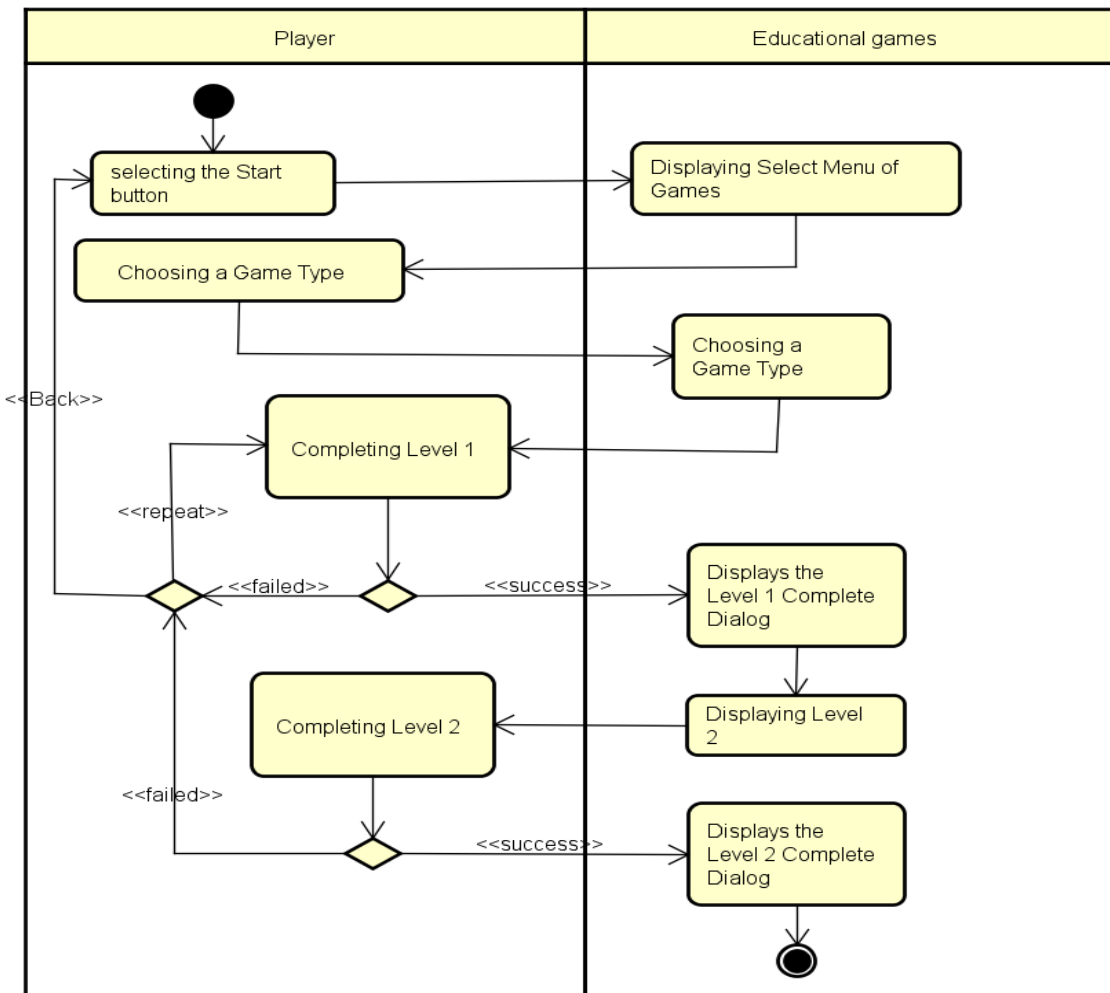 Player
Educational games
selecting the Start
button
Displaying Select Menu of
Games
Choosing a Game Type
Choosing a
Game Type
<<Back>>
Completing Level 1
<<repeat>>
<<failed>>
<<success>>
Displays the
Level 1 Complete
Dialog
Completing Level 2
Displaying Level
2
<<failed>>
<<success>>
Displays the
Level 2 Complete
Dialog